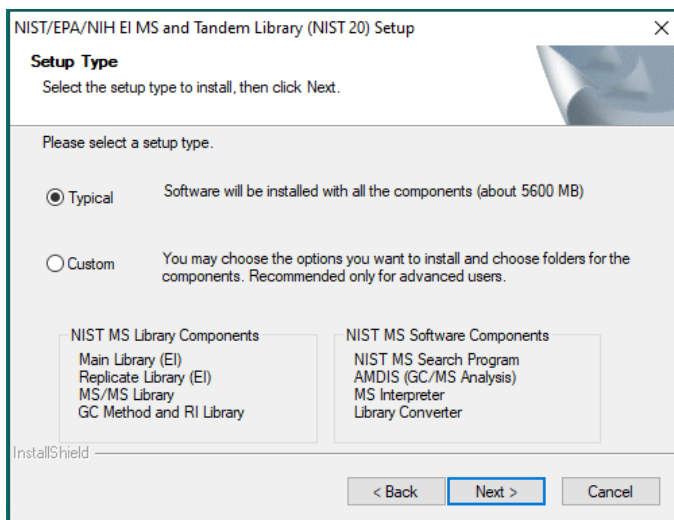 NIST/EPA/NIH EI MS and Tandem Library (NIST 20) Setup
Setup Type
Select the setup type to install, then click Next.
Please select a setup type.
Typical
Software will be installed with all the components (about 5600 MB)
Custom
You may choose the options you want to install and choose folders for the
components. Recommended only for advanced users.
NIST MS Library Components
Main Library (EI)
Replicate Library (EI)
MS/MS Library
GC Method and RI Library
NIST MS Software Components
NIST MS Search Program
AMDIS (GC/MS Analysis)
MS Interpreter
Library Converter
InstallShield
< Back
Next >
Cancel